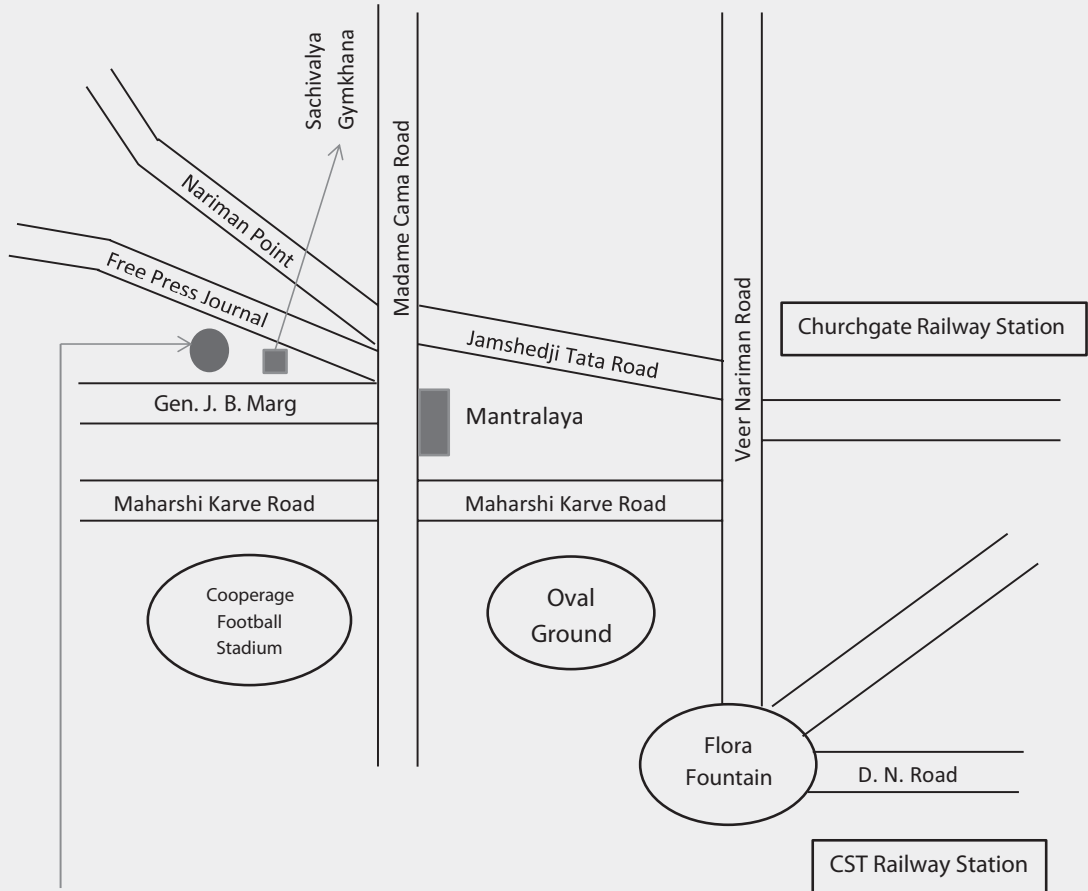 Sachivalya
Gymkhana
Madame Cama Road
Nariman Point
Free Press Journal
Veer Nariman Road
Churchgate Railway Station
Jamshedji Tata Road
Gen. J. B. Marg
Mantralaya
Maharshi Karve Road
Maharshi Karve Road
Cooperage
Football
Stadium
Oval
Ground
Flora
Fountain
D. N. Road
CST Railway Station